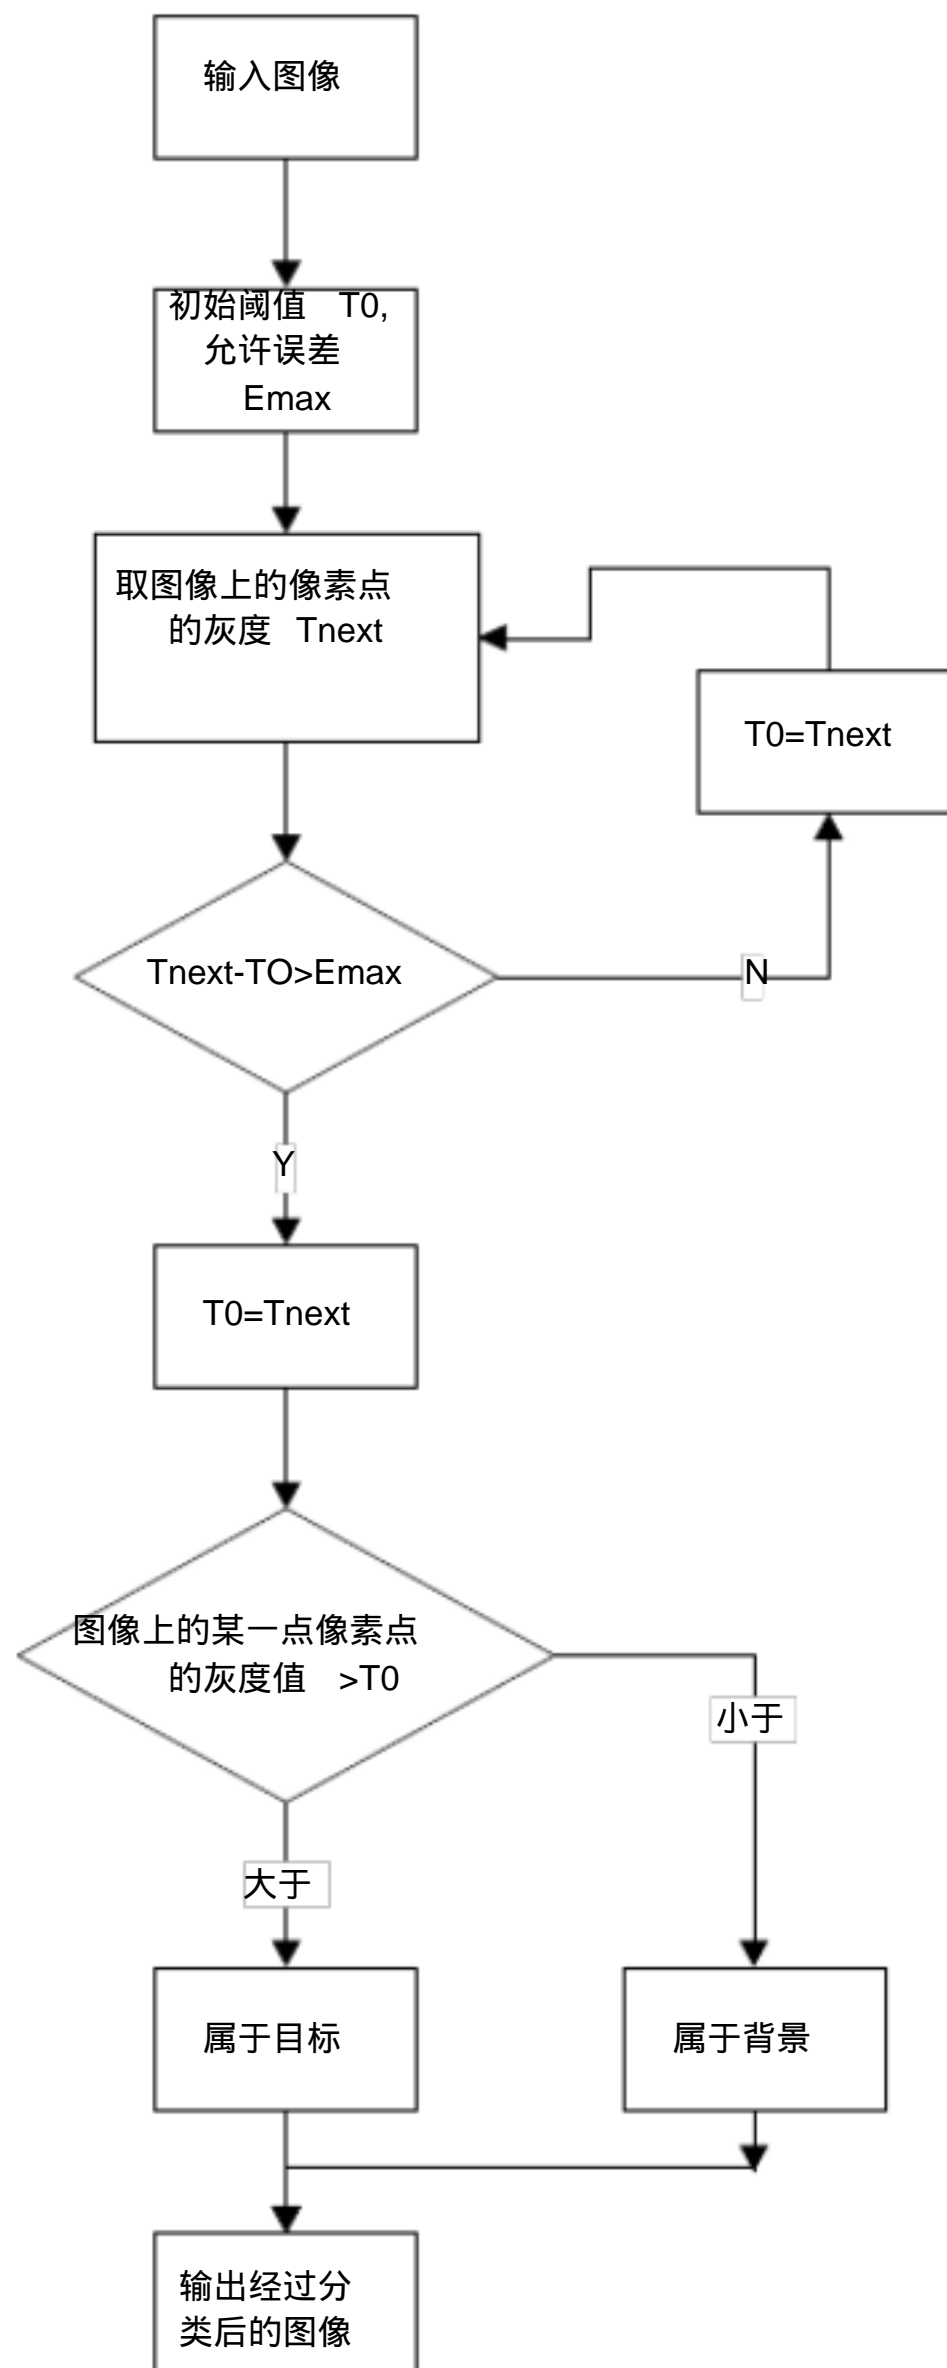 输入图像
初始阈值 T0,
允许误差
Emax
取图像上的像素点
的灰度 Tnext
T0=Tnext
Tnext-TO>Emax
N
Y
T0=Tnext
图像上的某一点像素点
的灰度值 >T0
小于
大于
属于目标
属于背景
输出经过分
类后的图像